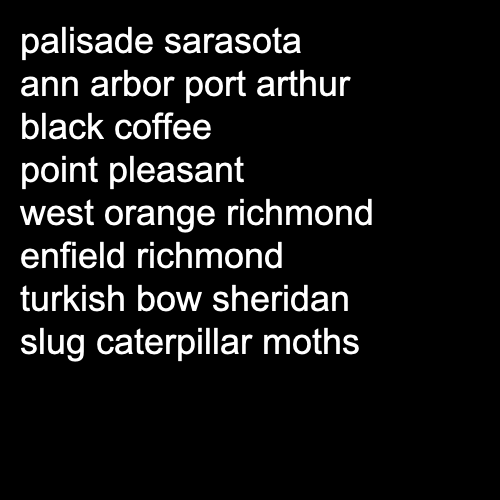 palisade sarasota
ann arbor port arthur
black coffee
point pleasant
west orange richmond
enfield richmond
turkish bow sheridan
slug caterpillar moths